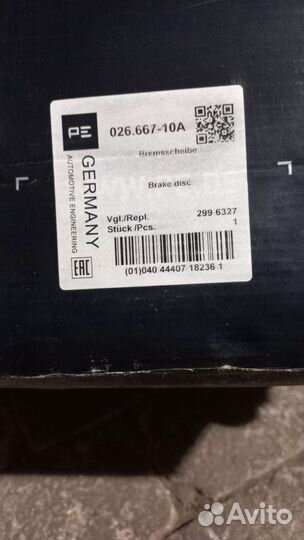 PE
026.667-10A
Bremsscheibe
GERMANY
AUTOMOTIVE ENGINEERING
Brake disc
Vgl./Repl. 299 6327
Stück /Pcs. 1
EAC
(01)040 44407 18236 1
Avito